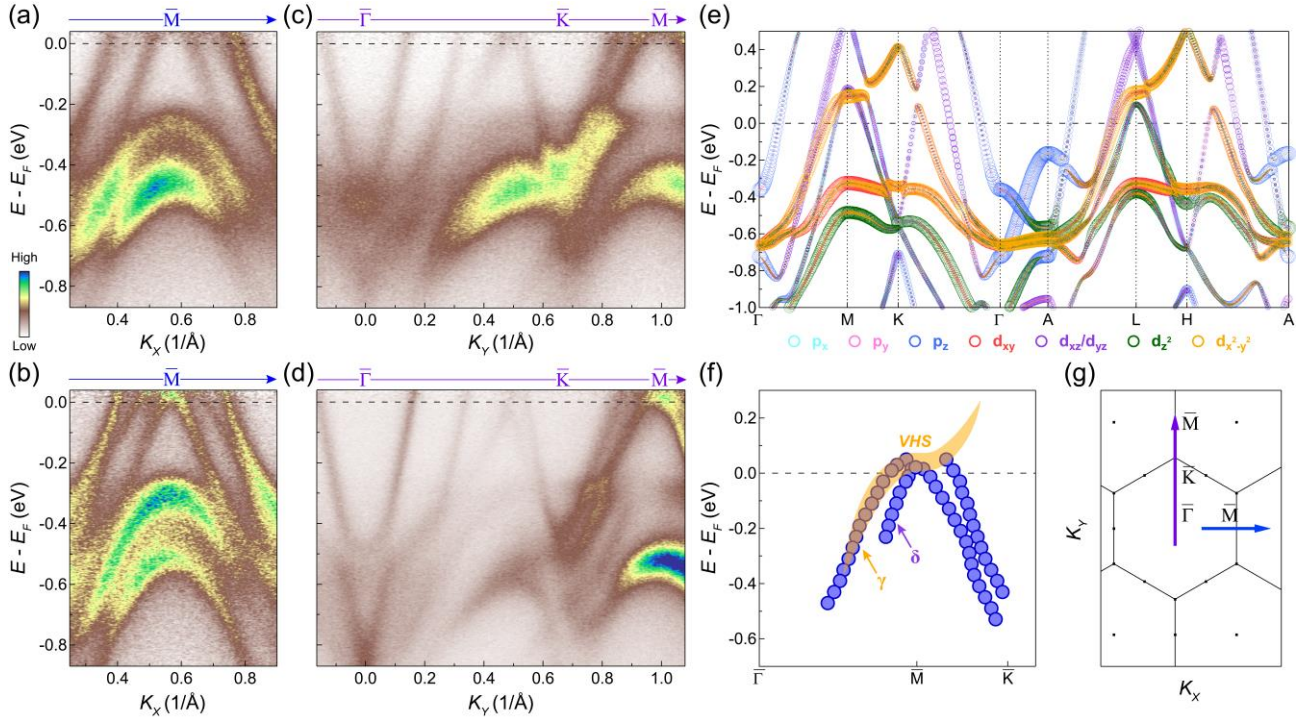 (a)
M̅
0.0
-0.2
-0.4
-0.6
-0.8
E - E_F (eV)
High
Low
0.4
0.6
0.8
K_X (1/Å)
(b)
M̅
0.0
-0.2
-0.4
-0.6
-0.8
E - E_F (eV)
0.4
0.6
0.8
K_X (1/Å)
(c)
Γ̅
K̅
M̅
0.0
0.2
0.4
0.6
0.8
1.0
K_Y (1/Å)
(d)
Γ̅
K̅
M̅
0.0
0.2
0.4
0.6
0.8
1.0
K_Y (1/Å)
(e)
0.4
0.2
0.0
-0.2
-0.4
-0.6
-0.8
-1.0
E - E_F (eV)
Γ M K Γ A L H A
p_x p_y p_z d_xy d_xz/d_yz d_z² d_x²-y²
(f)
0.2
0.0
-0.2
-0.4
-0.6
E - E_F (eV)
VHS
γ
δ
Γ̅ M̅ K̅
(g)
M̅
K̅
Γ̅ M̅
K_Y
K_X